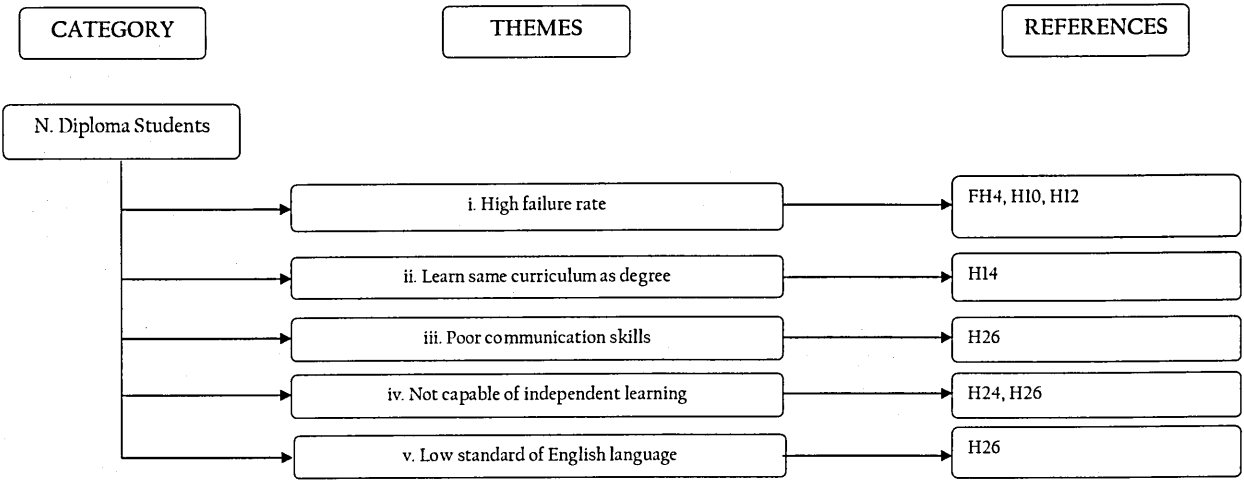 CATEGORY
THEMES
REFERENCES
N. Diploma Students
i. High failure rate
FH4, H10, H12
ii. Learn same curriculum as degree
H14
iii. Poor communication skills
H26
iv. Not capable of independent learning
H24, H26
v. Low standard of English language
H26